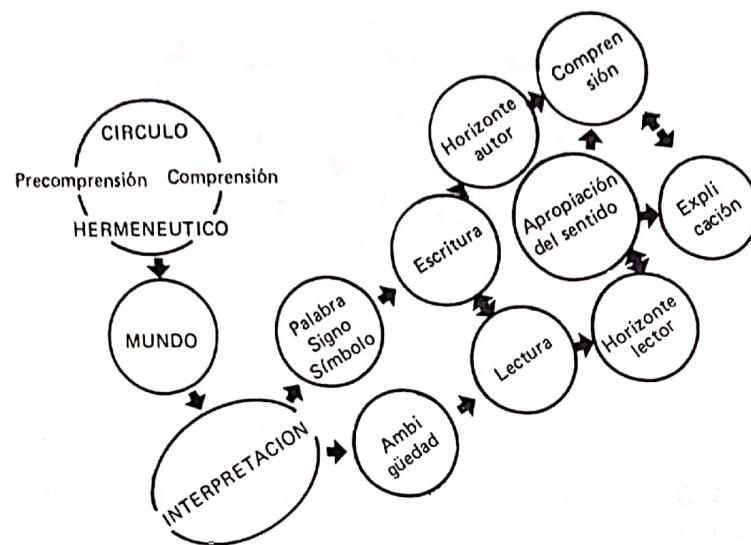 CIRCULO
Precomprensión Comprensión
HERMENEUTICO
MUNDO
INTERPRETACION
Palabra
Signo
Símbolo
Ambi
güedad
Escritura
Lectura
Horizonte
autor
Horizonte
lector
Apropiación
del sentido
Compren
sión
Expli
cación